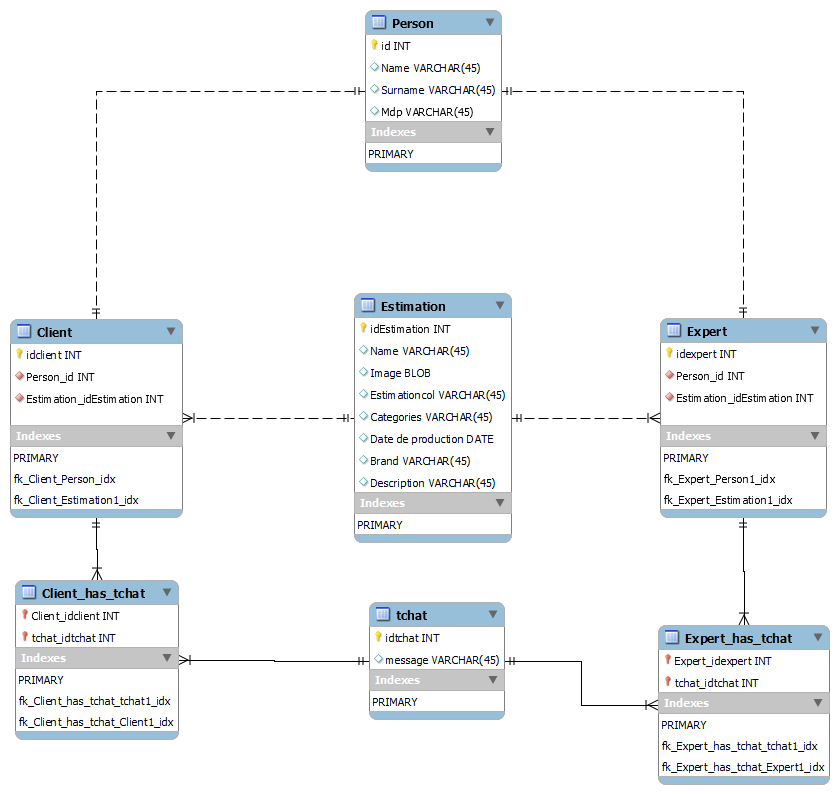 Person
id INT
Name VARCHAR(45)
Surname VARCHAR(45)
Mdp VARCHAR(45)
Indexes
PRIMARY
Client
idclient INT
Person_id INT
Estimation_idEstimation INT
Indexes
PRIMARY
fk_Client_Person_idx
fk_Client_Estimation1_idx
Estimation
idEstimation INT
Name VARCHAR(45)
Image BLOB
Estimationcol VARCHAR(45)
Categories VARCHAR(45)
Date de production DATE
Brand VARCHAR(45)
Description VARCHAR(45)
Indexes
PRIMARY
Expert
idexpert INT
Person_id INT
Estimation_idEstimation INT
Indexes
PRIMARY
fk_Expert_Person1_idx
fk_Expert_Estimation1_idx
Client_has_tchat
Client_idclient INT
tchat_idtchat INT
Indexes
PRIMARY
fk_Client_has_tchat_tchat1_idx
fk_Client_has_tchat_Client1_idx
tchat
idtchat INT
message VARCHAR(45)
Indexes
PRIMARY
Expert_has_tchat
Expert_idexpert INT
tchat_idtchat INT
Indexes
PRIMARY
fk_Expert_has_tchat_tchat1_idx
fk_Expert_has_tchat_Expert1_idx